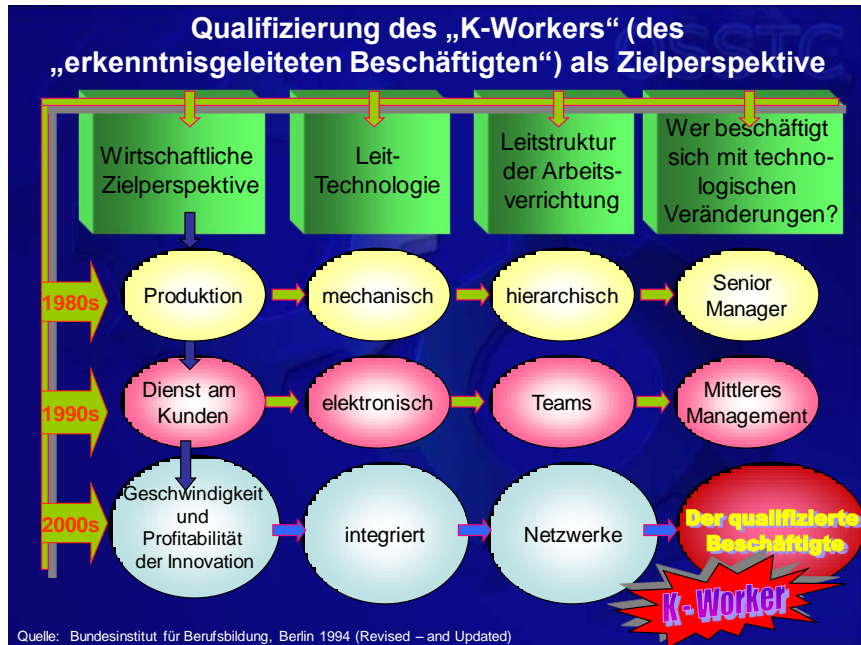 Qualifizierung des „K-Workers“ (des
„erkenntnisgeleiteten Beschäftigten“) als Zielperspektive
Wirtschaftliche
Zielperspektive
Leit-
Technologie
Leitstruktur
der Arbeits-
verrichtung
Wer beschäftigt
sich mit techno-
logischen
Veränderungen?
1980s
Produktion
mechanisch
hierarchisch
Senior
Manager
1990s
Dienst am
Kunden
elektronisch
Teams
Mittleres
Management
2000s
Geschwindigkeit
und
Profitabilität
der Innovation
integriert
Netzwerke
Der qualifizierte
Beschäftigte
K - Worker
Quelle: Bundesinstitut für Berufsbildung, Berlin 1994 (Revised – and Updated)